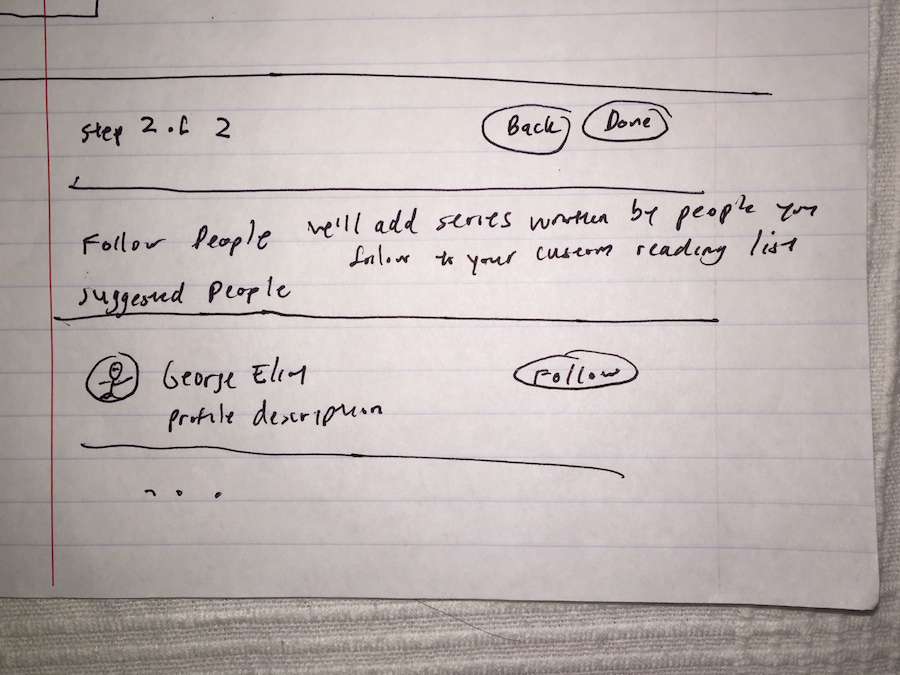 Step 2 of 2 Back Done
Follow People we'll add series written by people you
follow to your custom reading list
Suggested People
George Eliot Follow
profile description
...